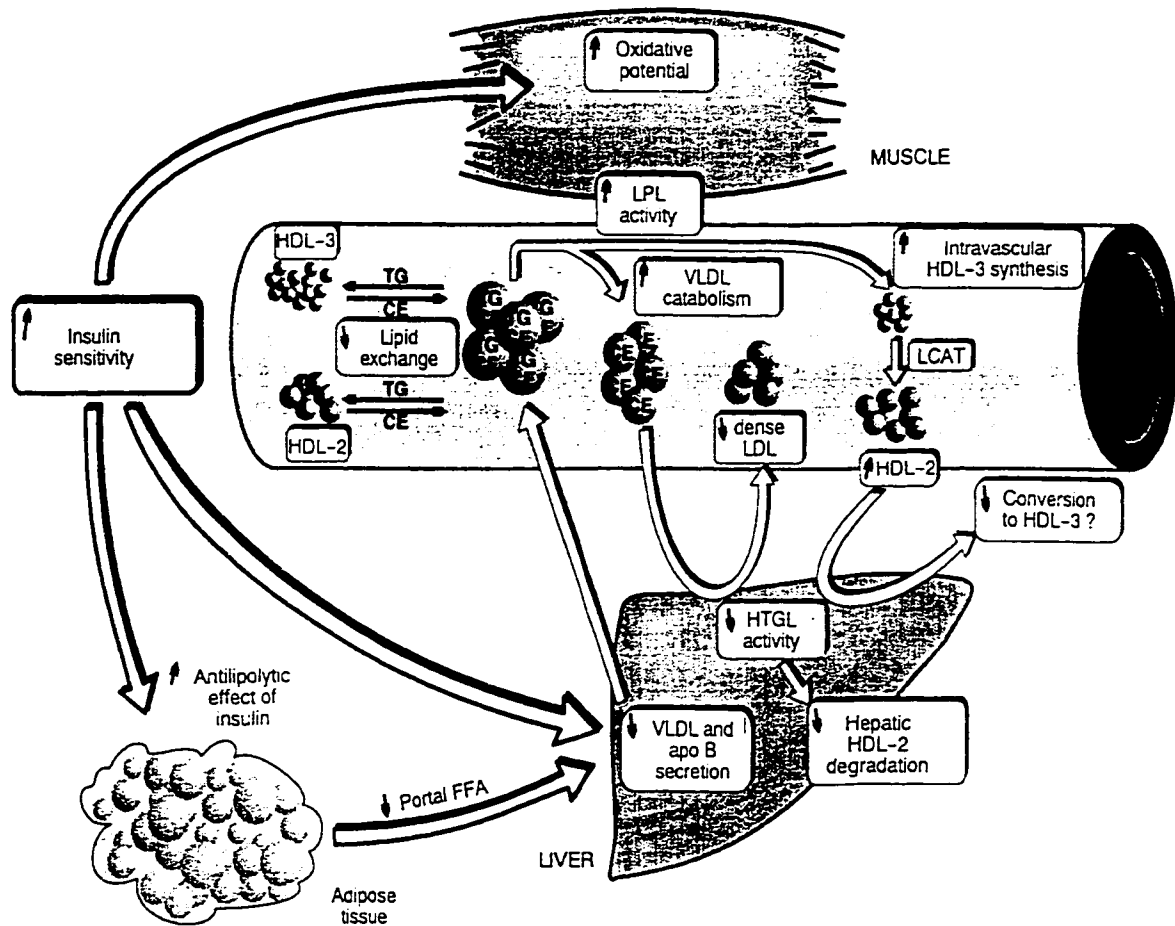 ↑ Oxidative
potential
MUSCLE
↑ LPL
activity
HDL-3
TG
CE
↓ Lipid
exchange
TG
CE
HDL-2
↑ Insulin
sensitivity
↑ VLDL
catabolism
↑ Intravascular
HDL-3 synthesis
LCAT
↓ dense
LDL
↑ HDL-2
↓ Conversion
to HDL-3 ?
↓ HTGL
activity
↑ Antilipolytic
effect of
insulin
↓ VLDL and
apo B
secretion
↓ Hepatic
HDL-2
degradation
↓ Portal FFA
LIVER
Adipose
tissue